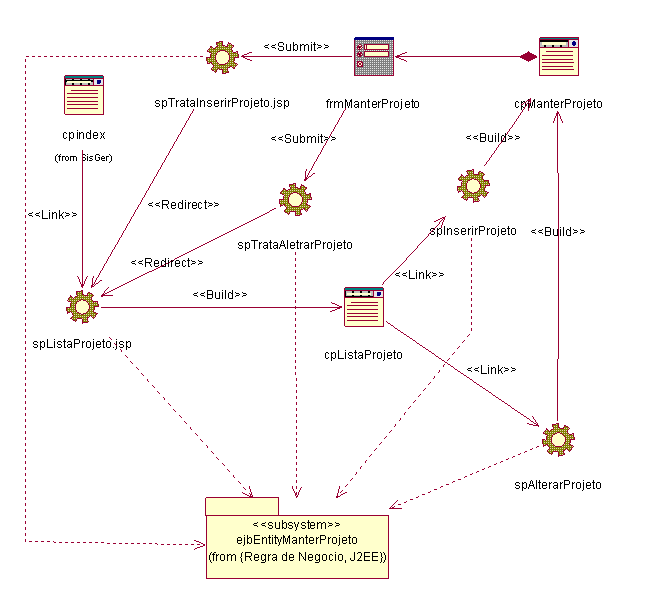 <<Submit>>
spTrataInserirProjeto.jsp
frmManterProjeto
cpManterProjeto
cpindex
(from SisGer)
<<Submit>>
<<Build>>
<<Link>>
<<Redirect>>
spInserirProjeto
<<Build>>
spTrataAletrarProjeto
<<Redirect>>
<<Link>>
<<Build>>
spListaProjeto.jsp
cpListaProjeto
<<Link>>
spAlterarProjeto
<<subsystem>>
ejbEntityManterProjeto
(from {Regra de Negocio, J2EE})